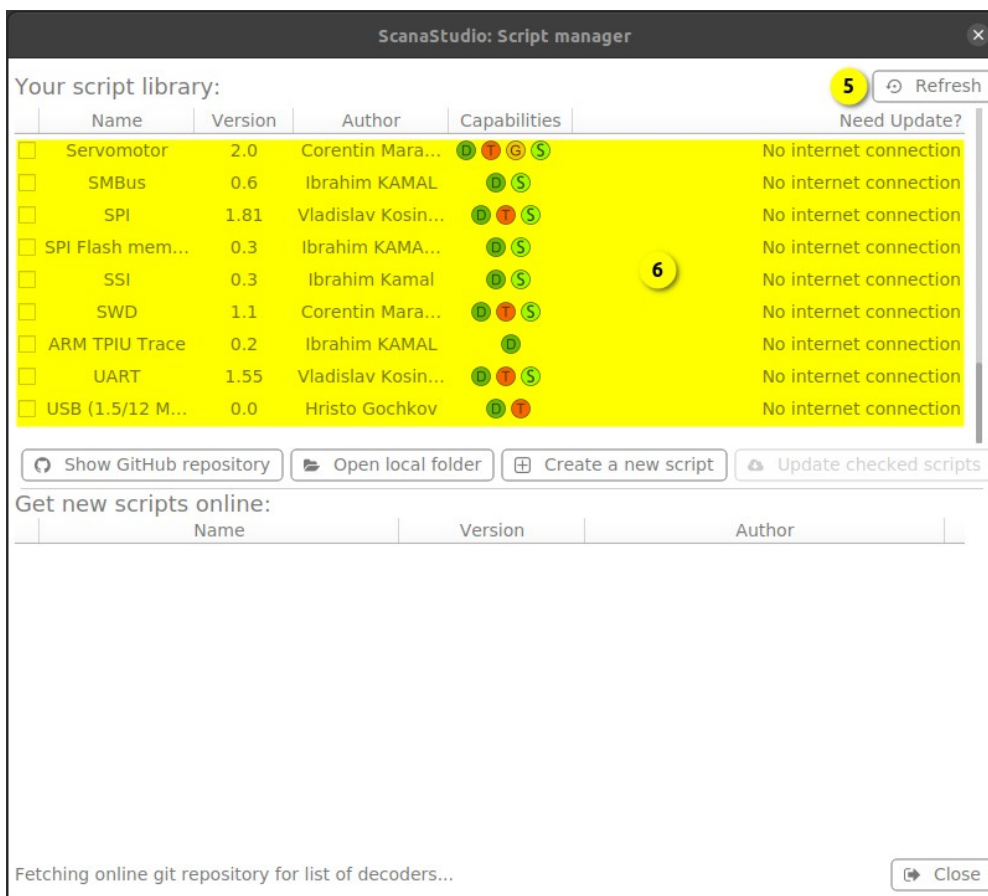 ScanaStudio: Script manager
Your script library:
5 Refresh
Name Version Author Capabilities Need Update?
Servomotor 2.0 Corentin Mara... D T G S No internet connection
SMBus 0.6 Ibrahim KAMAL D S No internet connection
SPI 1.81 Vladislav Kosin... D T S No internet connection
SPI Flash mem... 0.3 Ibrahim KAMA... D S No internet connection
6
SSI 0.3 Ibrahim Kamal D S No internet connection
SWD 1.1 Corentin Mara... D T S No internet connection
ARM TPIU Trace 0.2 Ibrahim KAMAL D No internet connection
UART 1.55 Vladislav Kosin... D T S No internet connection
USB (1.5/12 M... 0.0 Hristo Gochkov D T No internet connection
Show GitHub repository Open local folder Create a new script Update checked scripts
Get new scripts online:
Name Version Author
Fetching online git repository for list of decoders... Close